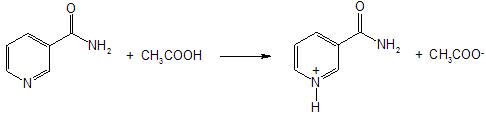 O
NH2
N
+ CH3COOH
O
NH2
+
N
H
+ CH3COO-